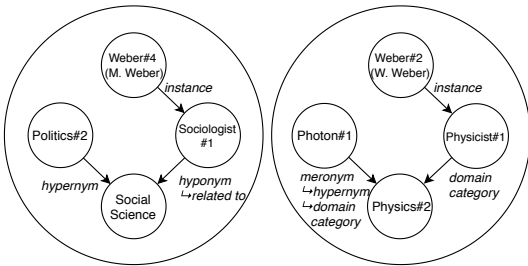 Weber#4
(M. Weber)
instance
Politics#2
Sociologist
#1
hypernym
hyponym
↳related to
Social
Science
Weber#2
(W. Weber)
instance
Photon#1
Physicist#1
meronym
↳hypernym
↳domain
category
domain
category
Physics#2